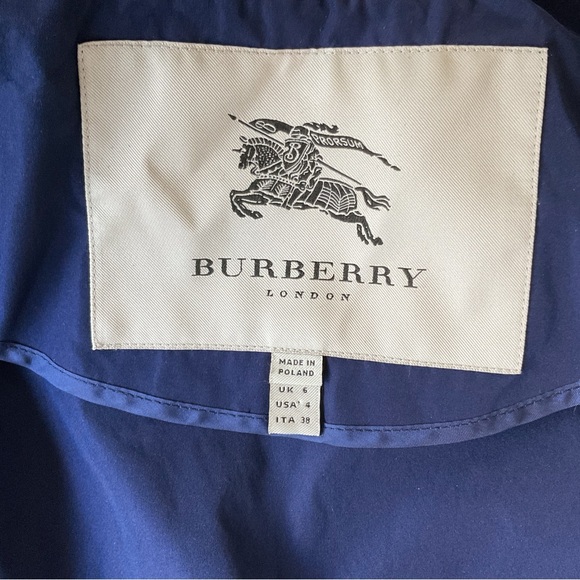 PRORSUM
BURBERRY
LONDON
MADE IN
POLAND
UK 6
USA 4
ITA 38